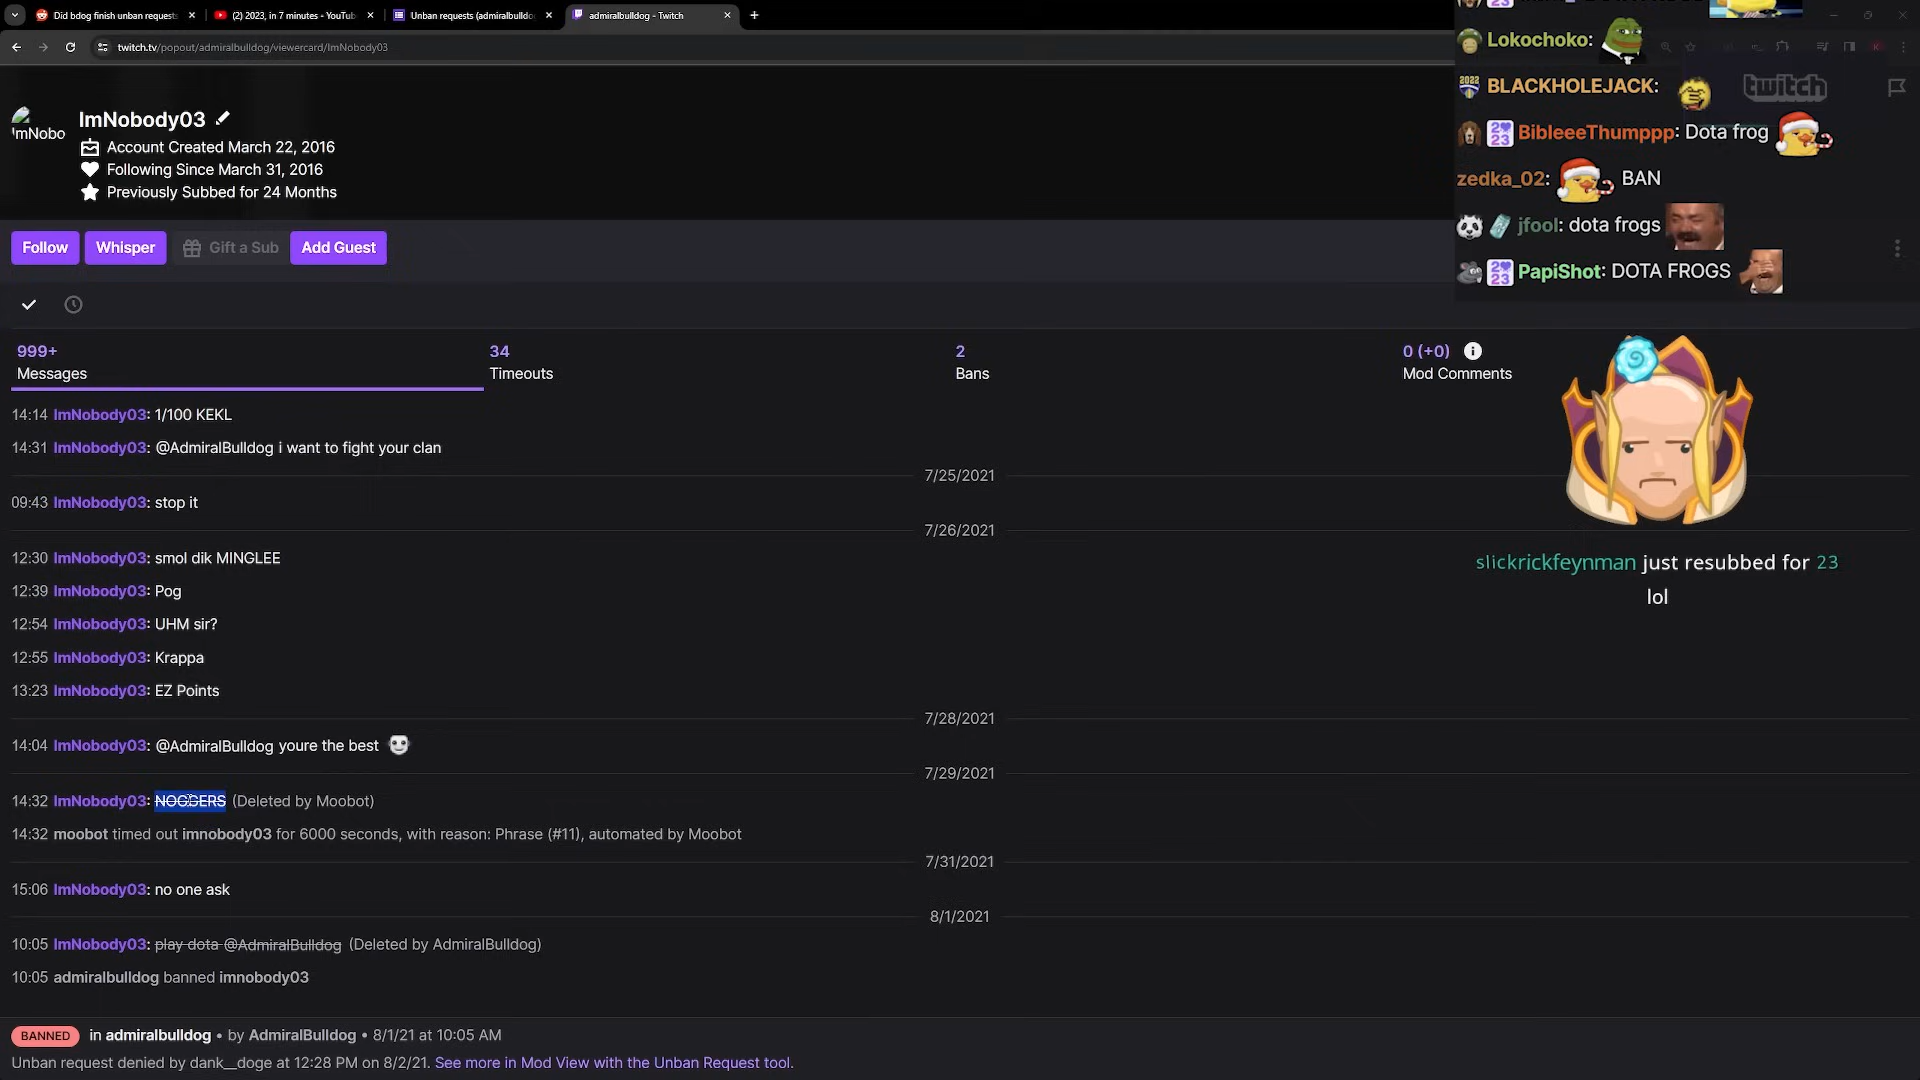 Did bdog finish unban requests
(2) 2023, in 7 minutes - YouTub
Unban requests (admiralbulldo
admiralbulldog - Twitch
twitch.tv/popout/admiralbulldog/viewercard/ImNobody03
Lokochoko:
BLACKHOLEJACK:
twitch
BibleeeThumppp: Dota frog
zedka_02: BAN
jfool: dota frogs
PapiShot: DOTA FROGS
ImNobo
ImNobody03
Account Created March 22, 2016
Following Since March 31, 2016
Previously Subbed for 24 Months
Follow Whisper Gift a Sub Add Guest
999+ 34 2 0 (+0)
Messages Timeouts Bans Mod Comments
14:14 ImNobody03: 1/100 KEKL
14:31 ImNobody03: @AdmiralBulldog i want to fight your clan
7/25/2021
09:43 ImNobody03: stop it
7/26/2021
12:30 ImNobody03: smol dik MINGLEE
12:39 ImNobody03: Pog
12:54 ImNobody03: UHM sir?
12:55 ImNobody03: Krappa
13:23 ImNobody03: EZ Points
7/28/2021
14:04 ImNobody03: @AdmiralBulldog youre the best
7/29/2021
14:32 ImNobody03: (Deleted by Moobot)
14:32 moobot timed out imnobody03 for 6000 seconds, with reason: Phrase (#11), automated by Moobot
7/31/2021
15:06 ImNobody03: no one ask
8/1/2021
10:05 ImNobody03: play dota @AdmiralBulldog (Deleted by AdmiralBulldog)
10:05 admiralbulldog banned imnobody03
BANNED in admiralbulldog • by AdmiralBulldog • 8/1/21 at 10:05 AM
Unban request denied by dank__doge at 12:28 PM on 8/2/21. See more in Mod View with the Unban Request tool.
slickrickfeynman just resubbed for 23
lol